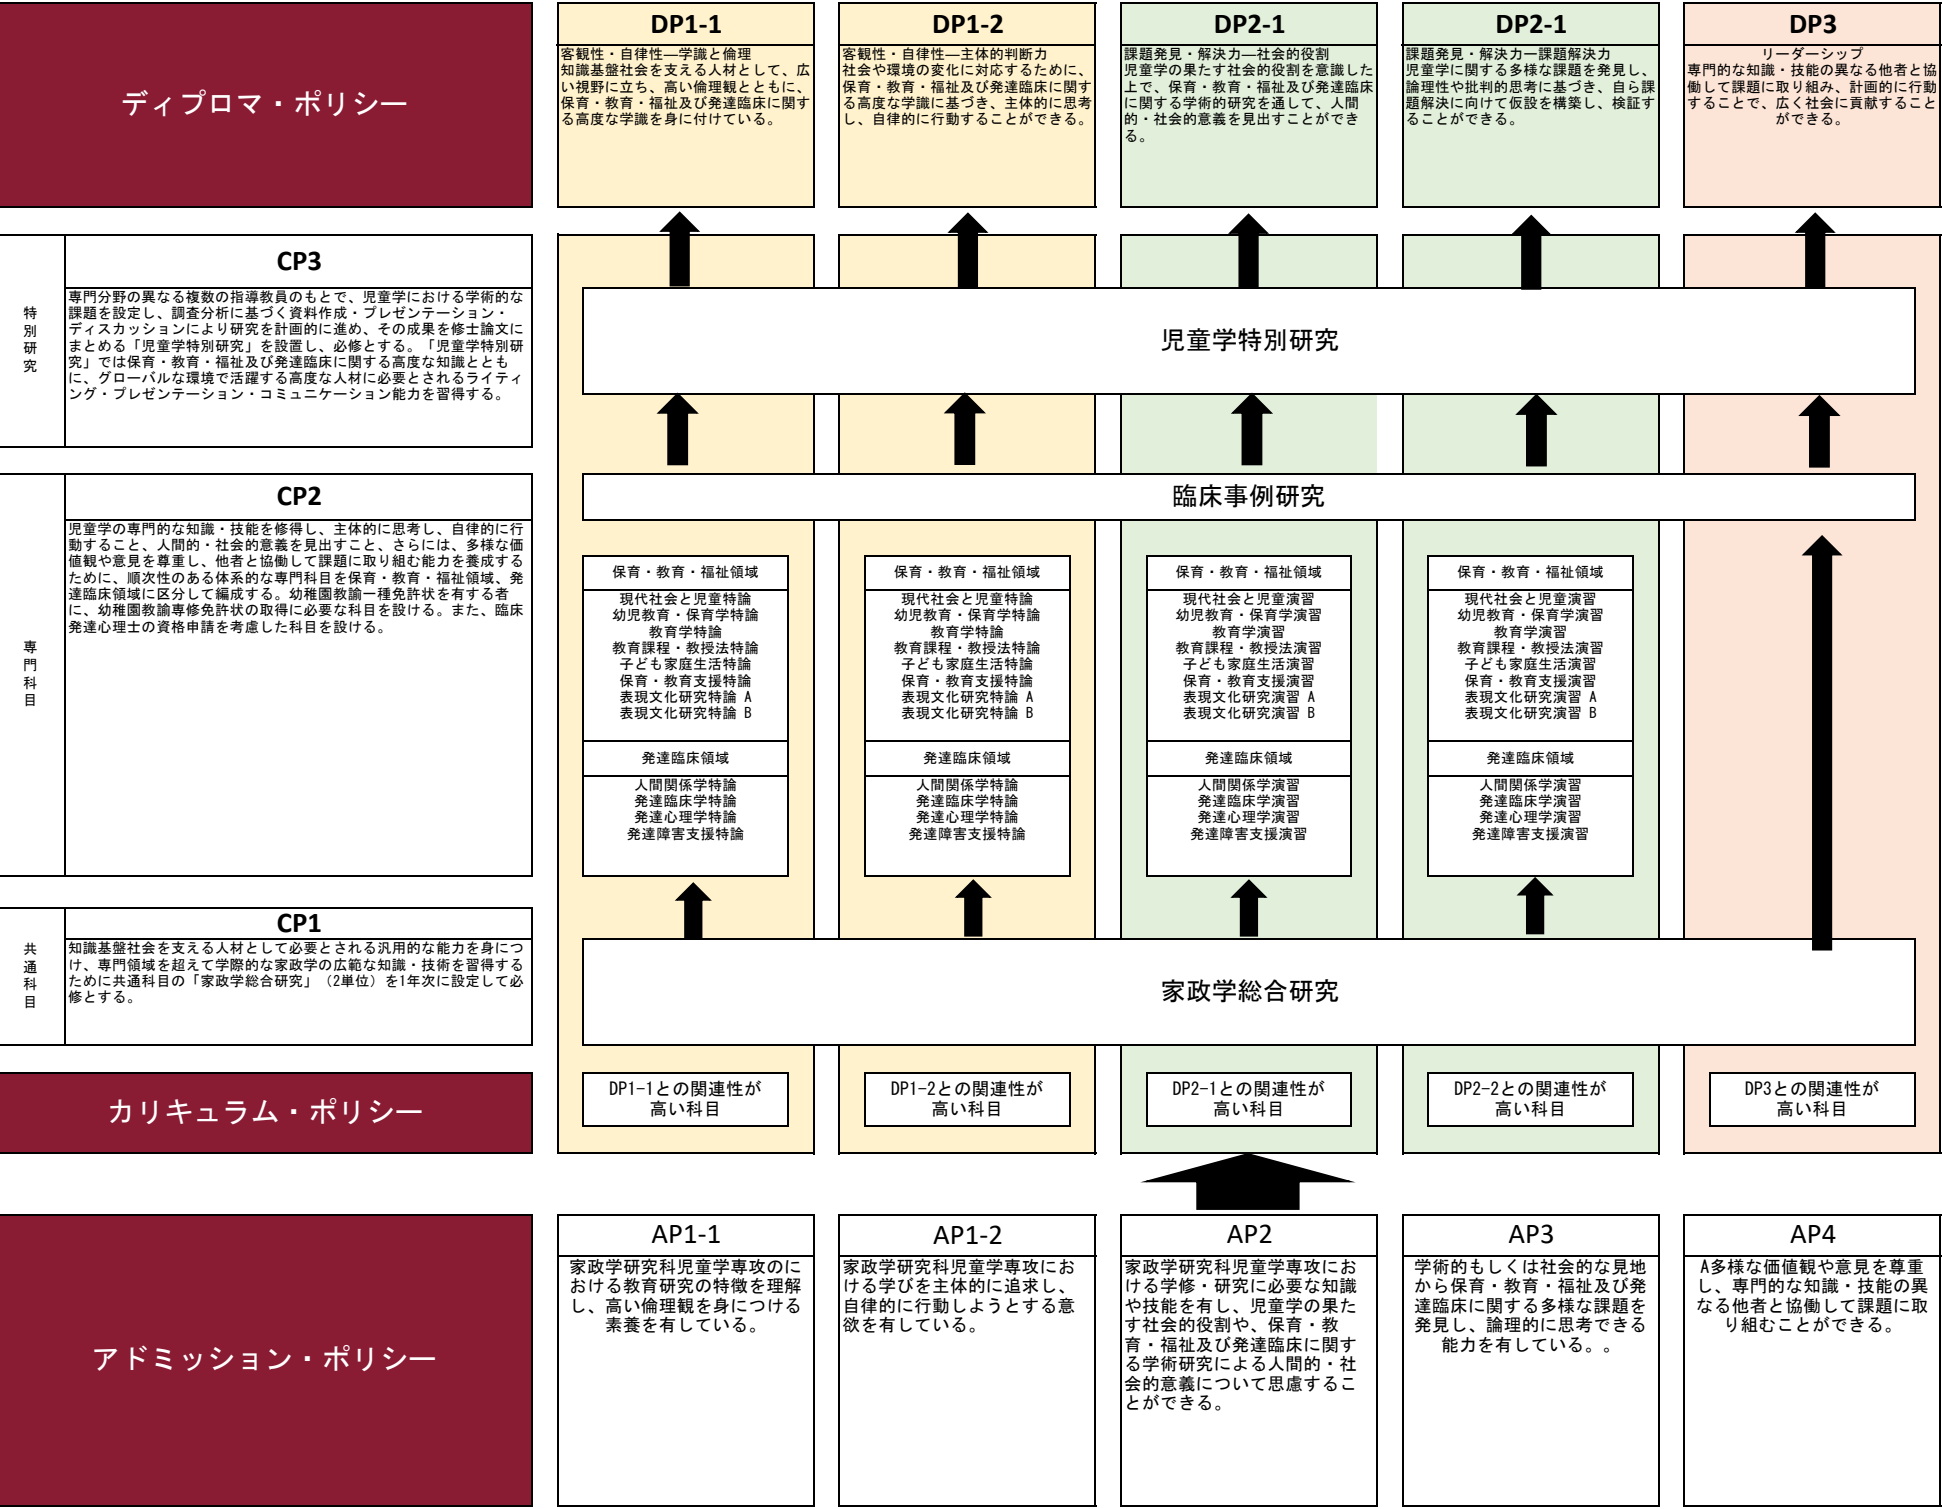 ディプロマ・ポリシー
DP1-1
客観性・自律性―学識と倫理
知識基盤社会を支える人材として、広
い視野に立ち、高い倫理観とともに、
保育・教育・福祉及び発達臨床に関す
る高度な学識を身に付けている。
DP1-2
客観性・自律性―主体的判断力
社会や環境の変化に対応するために、
保育・教育・福祉及び発達臨床に関す
る高度な学識に基づき、主体的に思考
し、自律的に行動することができる。
DP2-1
課題発見・解決力―社会的役割
児童学の果たす社会的役割を意識した
上で、保育・教育・福祉及び発達臨床
に関する学術的研究を通して、人間
的・社会的意義を見出すことができ
る。
DP2-1
課題発見・解決力ー課題解決力
児童学に関する多様な課題を発見し、
論理性や批判的思考に基づき、自ら課
題解決に向けて仮設を構築し、検証す
ることができる。
DP3
リーダーシップ
専門的な知識・技能の異なる他者と協
働して課題に取り組み、計画的に行動
することで、広く社会に貢献すること
ができる。
特
別
研
究
CP3
専門分野の異なる複数の指導教員のもとで、児童学における学術的な
課題を設定し、調査分析に基づく資料作成・プレゼンテーション・
ディスカッションにより研究を計画的に進め、その成果を修士論文に
まとめる「児童学特別研究」を設置し、必修とする。「児童学特別研
究」では保育・教育・福祉及び発達臨床に関する高度な知識ととも
に、グローバルな環境で活躍する高度な人材に必要とされるライティ
ング・プレゼンテーション・コミュニケーション能力を習得する。
児童学特別研究
専
門
科
目
CP2
児童学の専門的な知識・技能を修得し、主体的に思考し、自律的に行
動すること、人間的・社会的意義を見出すこと、さらには、多様な価
値観や意見を尊重し、他者と協働して課題に取り組む能力を養成する
ために、順次性のある体系的な専門科目を保育・教育・福祉領域、発
達臨床領域に区分して編成する。幼稚園教諭一種免許状を有する者
に、幼稚園教諭専修免許状の取得に必要な科目を設ける。また、臨床
発達心理士の資格申請を考慮した科目を設ける。
臨床事例研究
保育・教育・福祉領域
現代社会と児童特論
幼児教育・保育学特論
教育学特論
教育課程・教授法特論
子ども家庭生活特論
保育・教育支援特論
表現文化研究特論 A
表現文化研究特論 B
発達臨床領域
人間関係学特論
発達臨床学特論
発達心理学特論
発達障害支援特論
保育・教育・福祉領域
現代社会と児童特論
幼児教育・保育学特論
教育学特論
教育課程・教授法特論
子ども家庭生活特論
保育・教育支援特論
表現文化研究特論 A
表現文化研究特論 B
発達臨床領域
人間関係学特論
発達臨床学特論
発達心理学特論
発達障害支援特論
保育・教育・福祉領域
現代社会と児童演習
幼児教育・保育学演習
教育学演習
教育課程・教授法演習
子ども家庭生活演習
保育・教育支援演習
表現文化研究演習 A
表現文化研究演習 B
発達臨床領域
人間関係学演習
発達臨床学演習
発達心理学演習
発達障害支援演習
保育・教育・福祉領域
現代社会と児童演習
幼児教育・保育学演習
教育学演習
教育課程・教授法演習
子ども家庭生活演習
保育・教育支援演習
表現文化研究演習 A
表現文化研究演習 B
発達臨床領域
人間関係学演習
発達臨床学演習
発達心理学演習
発達障害支援演習
共
通
科
目
CP1
知識基盤社会を支える人材として必要とされる汎用的な能力を身につ
け、専門領域を超えて学際的な家政学の広範な知識・技術を習得する
ために共通科目の「家政学総合研究」（2単位）を1年次に設定して必
修とする。
家政学総合研究
カリキュラム・ポリシー
DP1-1との関連性が
高い科目
DP1-2との関連性が
高い科目
DP2-1との関連性が
高い科目
DP2-2との関連性が
高い科目
DP3との関連性が
高い科目
アドミッション・ポリシー
AP1-1
家政学研究科児童学専攻のに
おける教育研究の特徴を理解
し、高い倫理観を身につける
素養を有している。
AP1-2
家政学研究科児童学専攻にお
ける学びを主体的に追求し、
自律的に行動しようとする意
欲を有している。
AP2
家政学研究科児童学専攻にお
ける学修・研究に必要な知識
や技能を有し、児童学の果た
す社会的役割や、保育・教
育・福祉及び発達臨床に関す
る学術研究による人間的・社
会的意義について思慮するこ
とができる。
AP3
学術的もしくは社会的な見地
から保育・教育・福祉及び発
達臨床に関する多様な課題を
発見し、論理的に思考できる
能力を有している。。
AP4
A多様な価値観や意見を尊重
し、専門的な知識・技能の異
なる他者と協働して課題に取
り組むことができる。